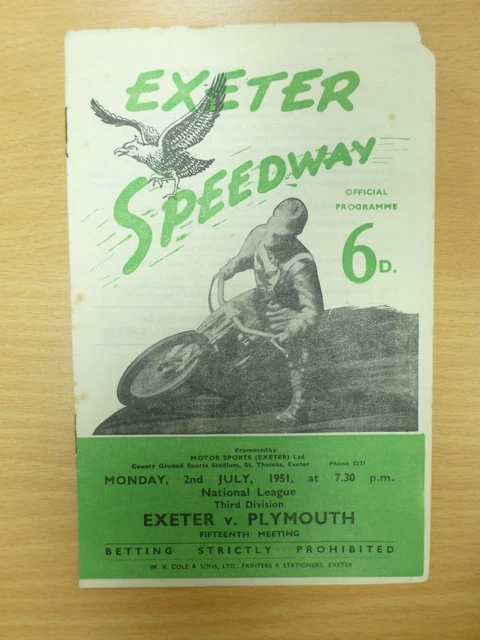 EXETER
SPEEDWAY
OFFICIAL
PROGRAMME
6D.
Promoted by
MOTOR SPORTS (EXETER) Ltd.
County Ground Sports Stadium, St. Thomas, Exeter Phone 5231
MONDAY, 2nd JULY, 1951, at 7.30 p.m.
National League
Third Division
EXETER v. PLYMOUTH
FIFTEENTH MEETING
BETTING STRICTLY PROHIBITED
W. V. COLE & SONS, LTD., PRINTERS & STATIONERS, EXETER